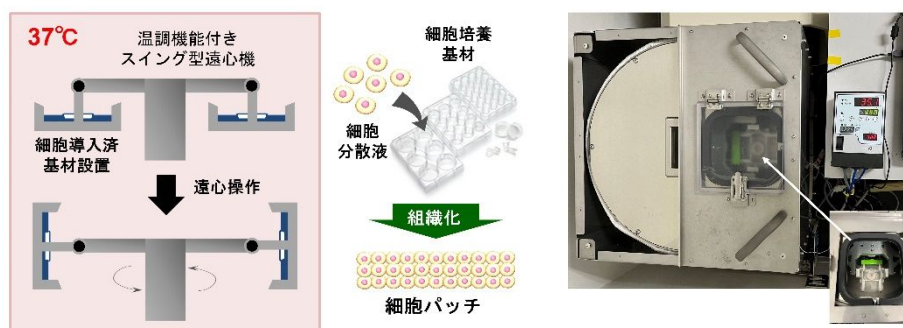 37℃
温調機能付き
スイング型遠心機
細胞導入済
基材設置
遠心操作
細胞培養
基材
細胞
分散液
組織化
細胞パッチ